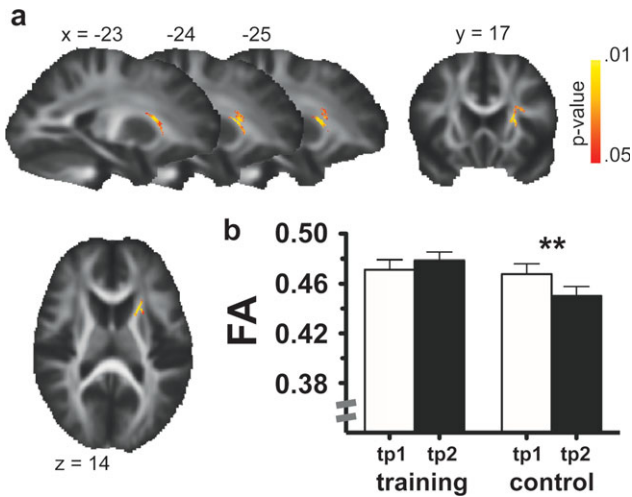 a
x = -23
-24
-25
y = 17
.01
p-value
.05
z = 14
b
FA
0.50
0.46
0.42
0.38
**
tp1 tp2 tp1 tp2
training control